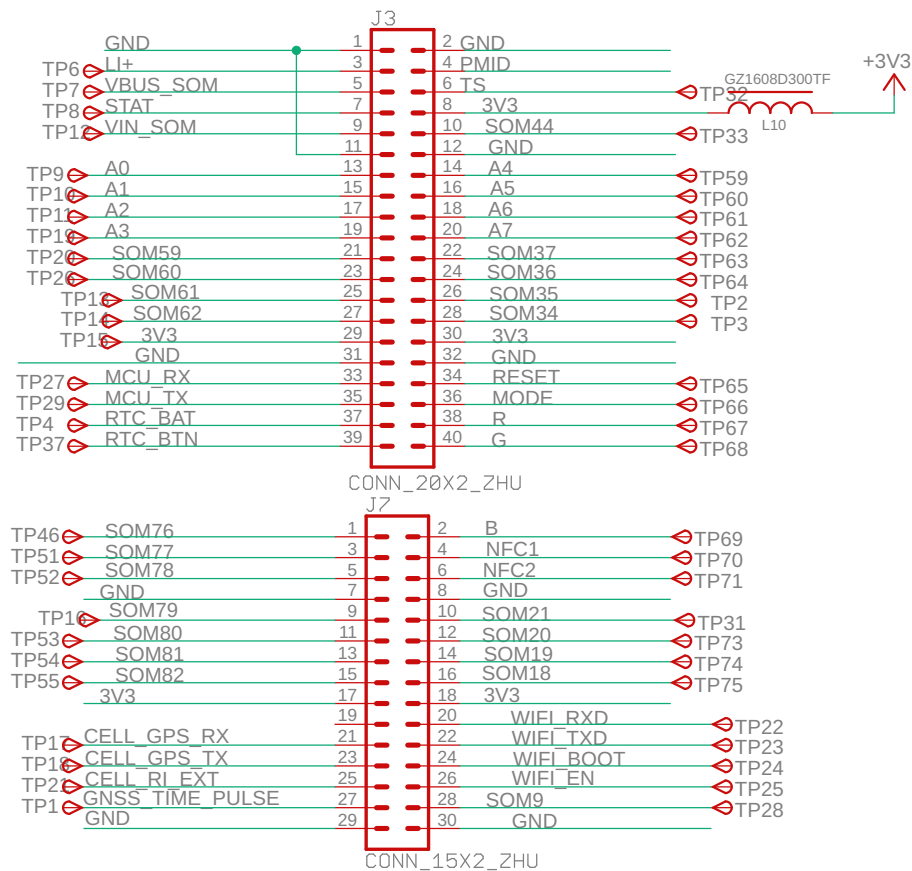 J3
GND 1 2 GND
TP6 LI+ 3 4 PMID
TP7 VBUS_SOM 5 6 TS TP32 GZ1608D300TF +3V3
TP8 STAT 7 8 3V3 L10
TP12 VIN_SOM 9 10 SOM44 TP33
11 12 GND
TP9 A0 13 14 A4 TP59
TP10 A1 15 16 A5 TP60
TP11 A2 17 18 A6 TP61
TP19 A3 19 20 A7 TP62
TP20 SOM59 21 22 SOM37 TP63
TP26 SOM60 23 24 SOM36 TP64
TP13 SOM61 25 26 SOM35 TP2
TP14 SOM62 27 28 SOM34 TP3
TP15 3V3 29 30 3V3
GND 31 32 GND
TP27 MCU_RX 33 34 RESET TP65
TP29 MCU_TX 35 36 MODE TP66
TP4 RTC_BAT 37 38 R TP67
TP37 RTC_BTN 39 40 G TP68
CONN_20X2_ZHU
J7
TP46 SOM76 1 2 B TP69
TP51 SOM77 3 4 NFC1 TP70
TP52 SOM78 5 6 NFC2 TP71
GND 7 8 GND
TP16 SOM79 9 10 SOM21 TP31
TP53 SOM80 11 12 SOM20 TP73
TP54 SOM81 13 14 SOM19 TP74
TP55 SOM82 15 16 SOM18 TP75
3V3 17 18 3V3
19 20 WIFI_RXD TP22
TP17 CELL_GPS_RX 21 22 WIFI_TXD TP23
TP18 CELL_GPS_TX 23 24 WIFI_BOOT TP24
TP21 CELL_RI_EXT 25 26 WIFI_EN TP25
TP1 GNSS_TIME_PULSE 27 28 SOM9 TP28
GND 29 30 GND
CONN_15X2_ZHU